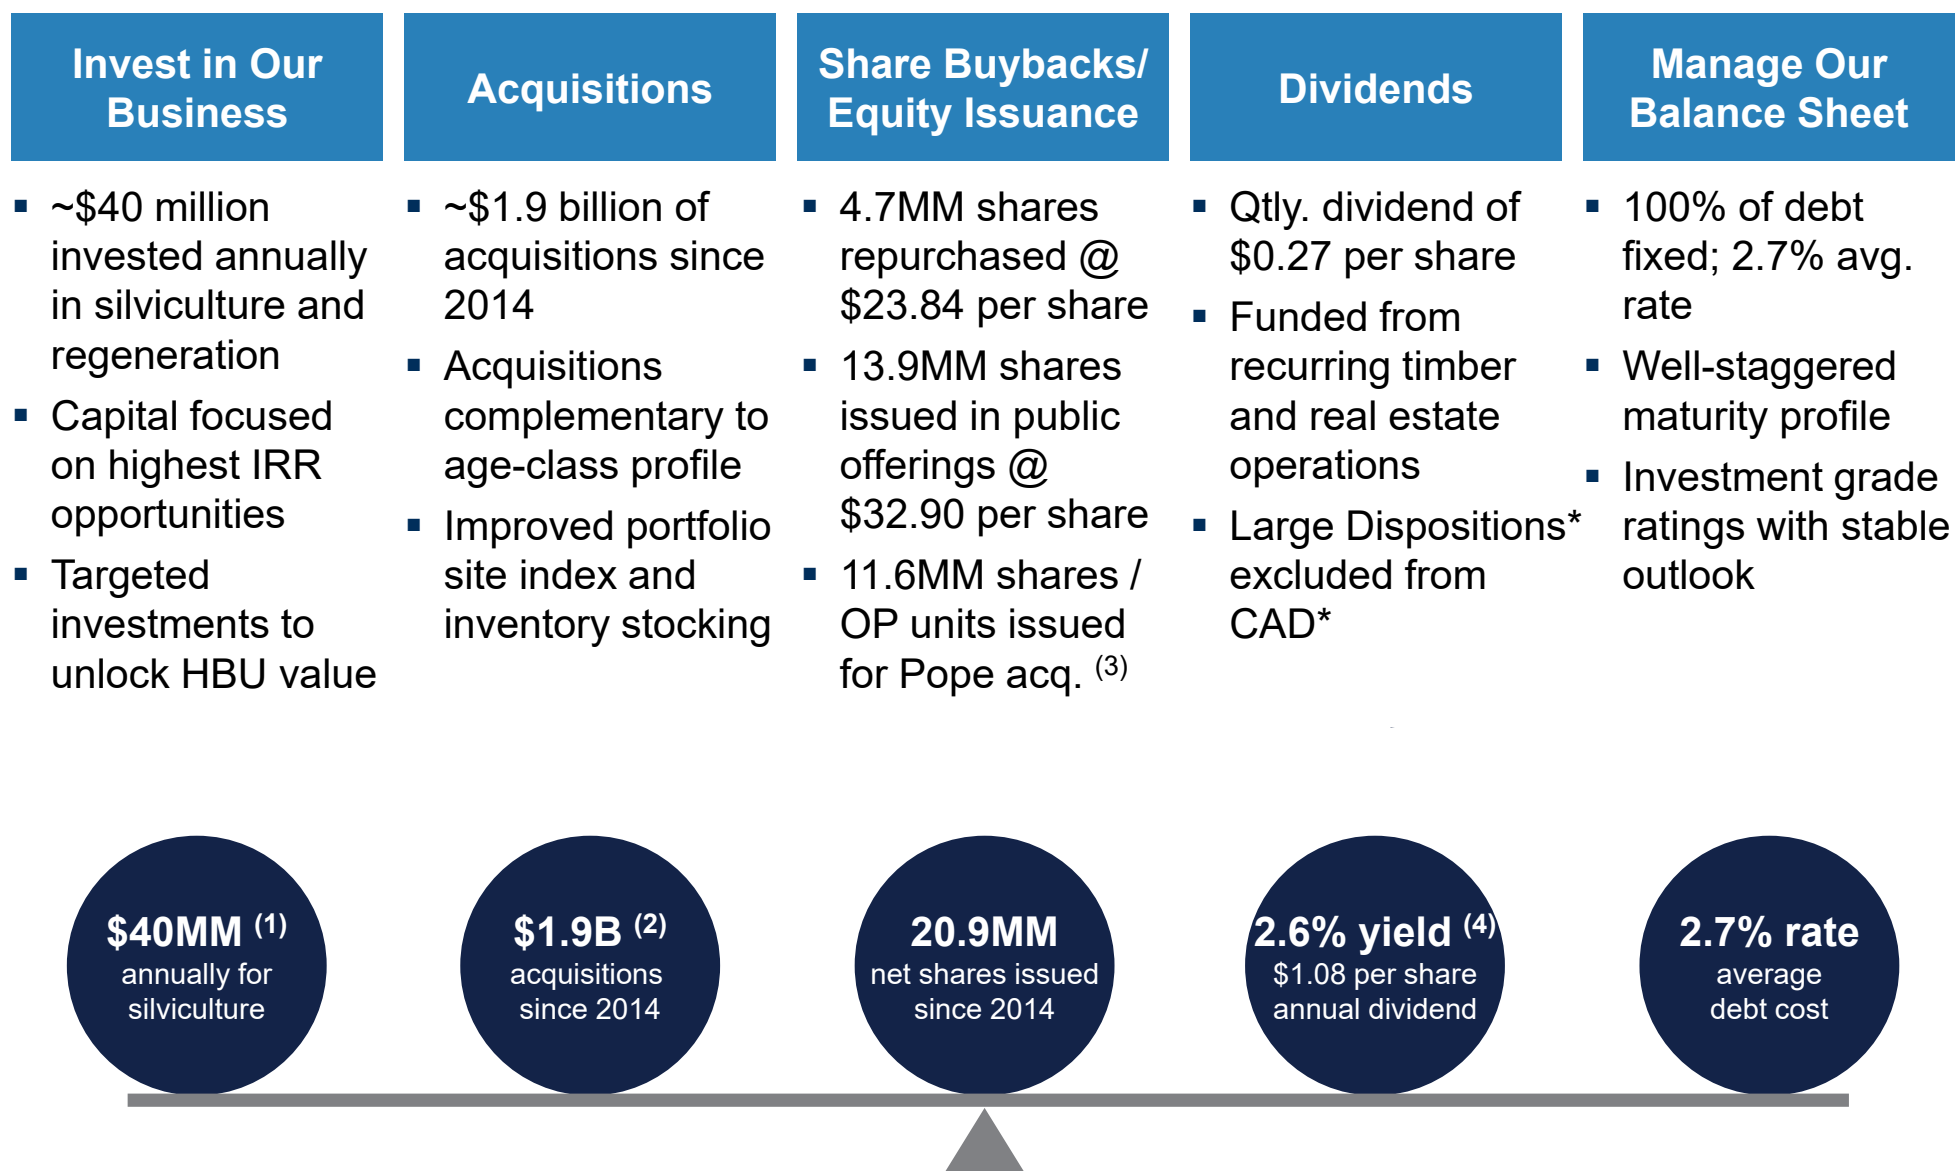 Invest in Our
Business
▪ ~$40 million
invested annually
in silviculture and
regeneration
▪ Capital focused
on highest IRR
opportunities
▪ Targeted
investments to
unlock HBU value
Acquisitions
▪ ~$1.9 billion of
acquisitions since
2014
▪ Acquisitions
complementary to
age-class profile
▪ Improved portfolio
site index and
inventory stocking
Share Buybacks/
Equity Issuance
▪ 4.7MM shares
repurchased @
$23.84 per share
▪ 13.9MM shares
issued in public
offerings @
$32.90 per share
▪ 11.6MM shares /
OP units issued
for Pope acq. (3)
Dividends
▪ Qtly. dividend of
$0.27 per share
▪ Funded from
recurring timber
and real estate
operations
▪ Large Dispositions*
excluded from
CAD*
Manage Our
Balance Sheet
▪ 100% of debt
fixed; 2.7% avg.
rate
▪ Well-staggered
maturity profile
▪ Investment grade
ratings with stable
outlook
$40MM (1)
annually for
silviculture
$1.9B (2)
acquisitions
since 2014
20.9MM
net shares issued
since 2014
2.6% yield (4)
$1.08 per share
annual dividend
2.7% rate
average
debt cost